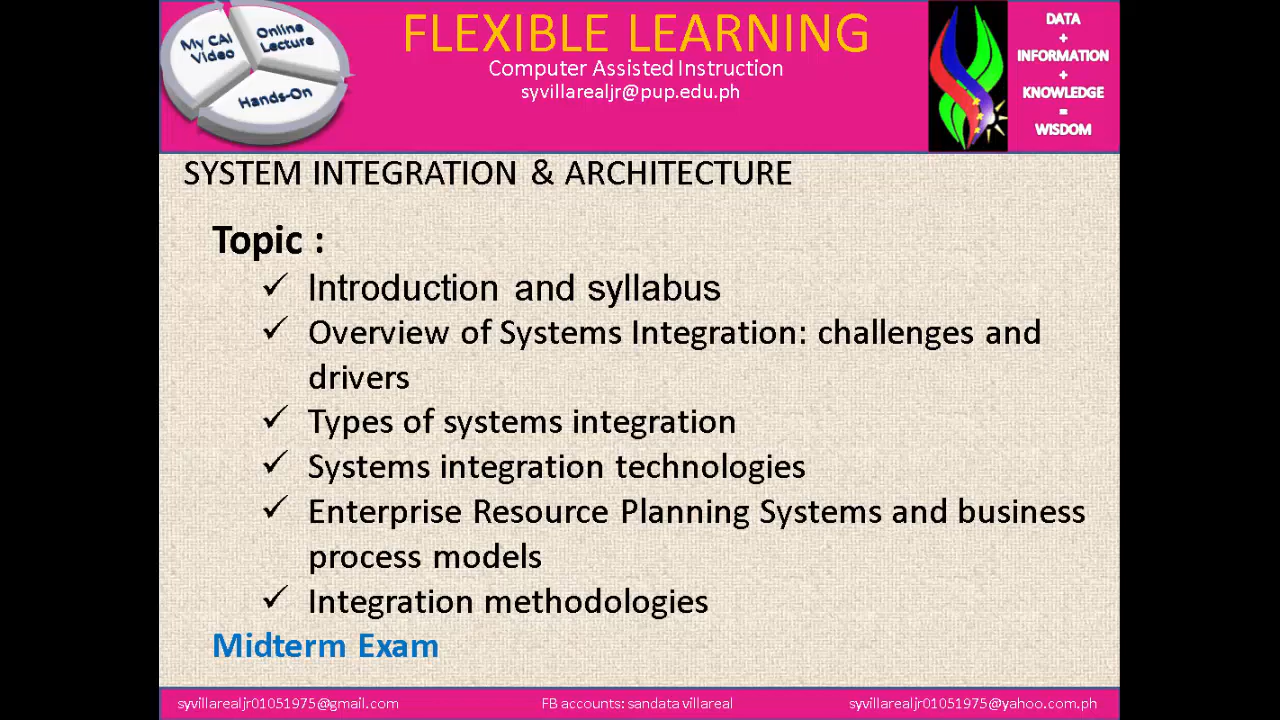 My CAI
Video
Online
Lecture
Hands-On
FLEXIBLE LEARNING
Computer Assisted Instruction
syvillarealjr@pup.edu.ph
DATA
+
INFORMATION
+
KNOWLEDGE
=
WISDOM
SYSTEM INTEGRATION & ARCHITECTURE
Topic :
✓ Introduction and syllabus
✓ Overview of Systems Integration: challenges and
drivers
✓ Types of systems integration
✓ Systems integration technologies
✓ Enterprise Resource Planning Systems and business
process models
✓ Integration methodologies
Midterm Exam
syvillarealjr01051975@gmail.com
FB accounts: sandata villareal
syvillarealjr01051975@yahoo.com.ph